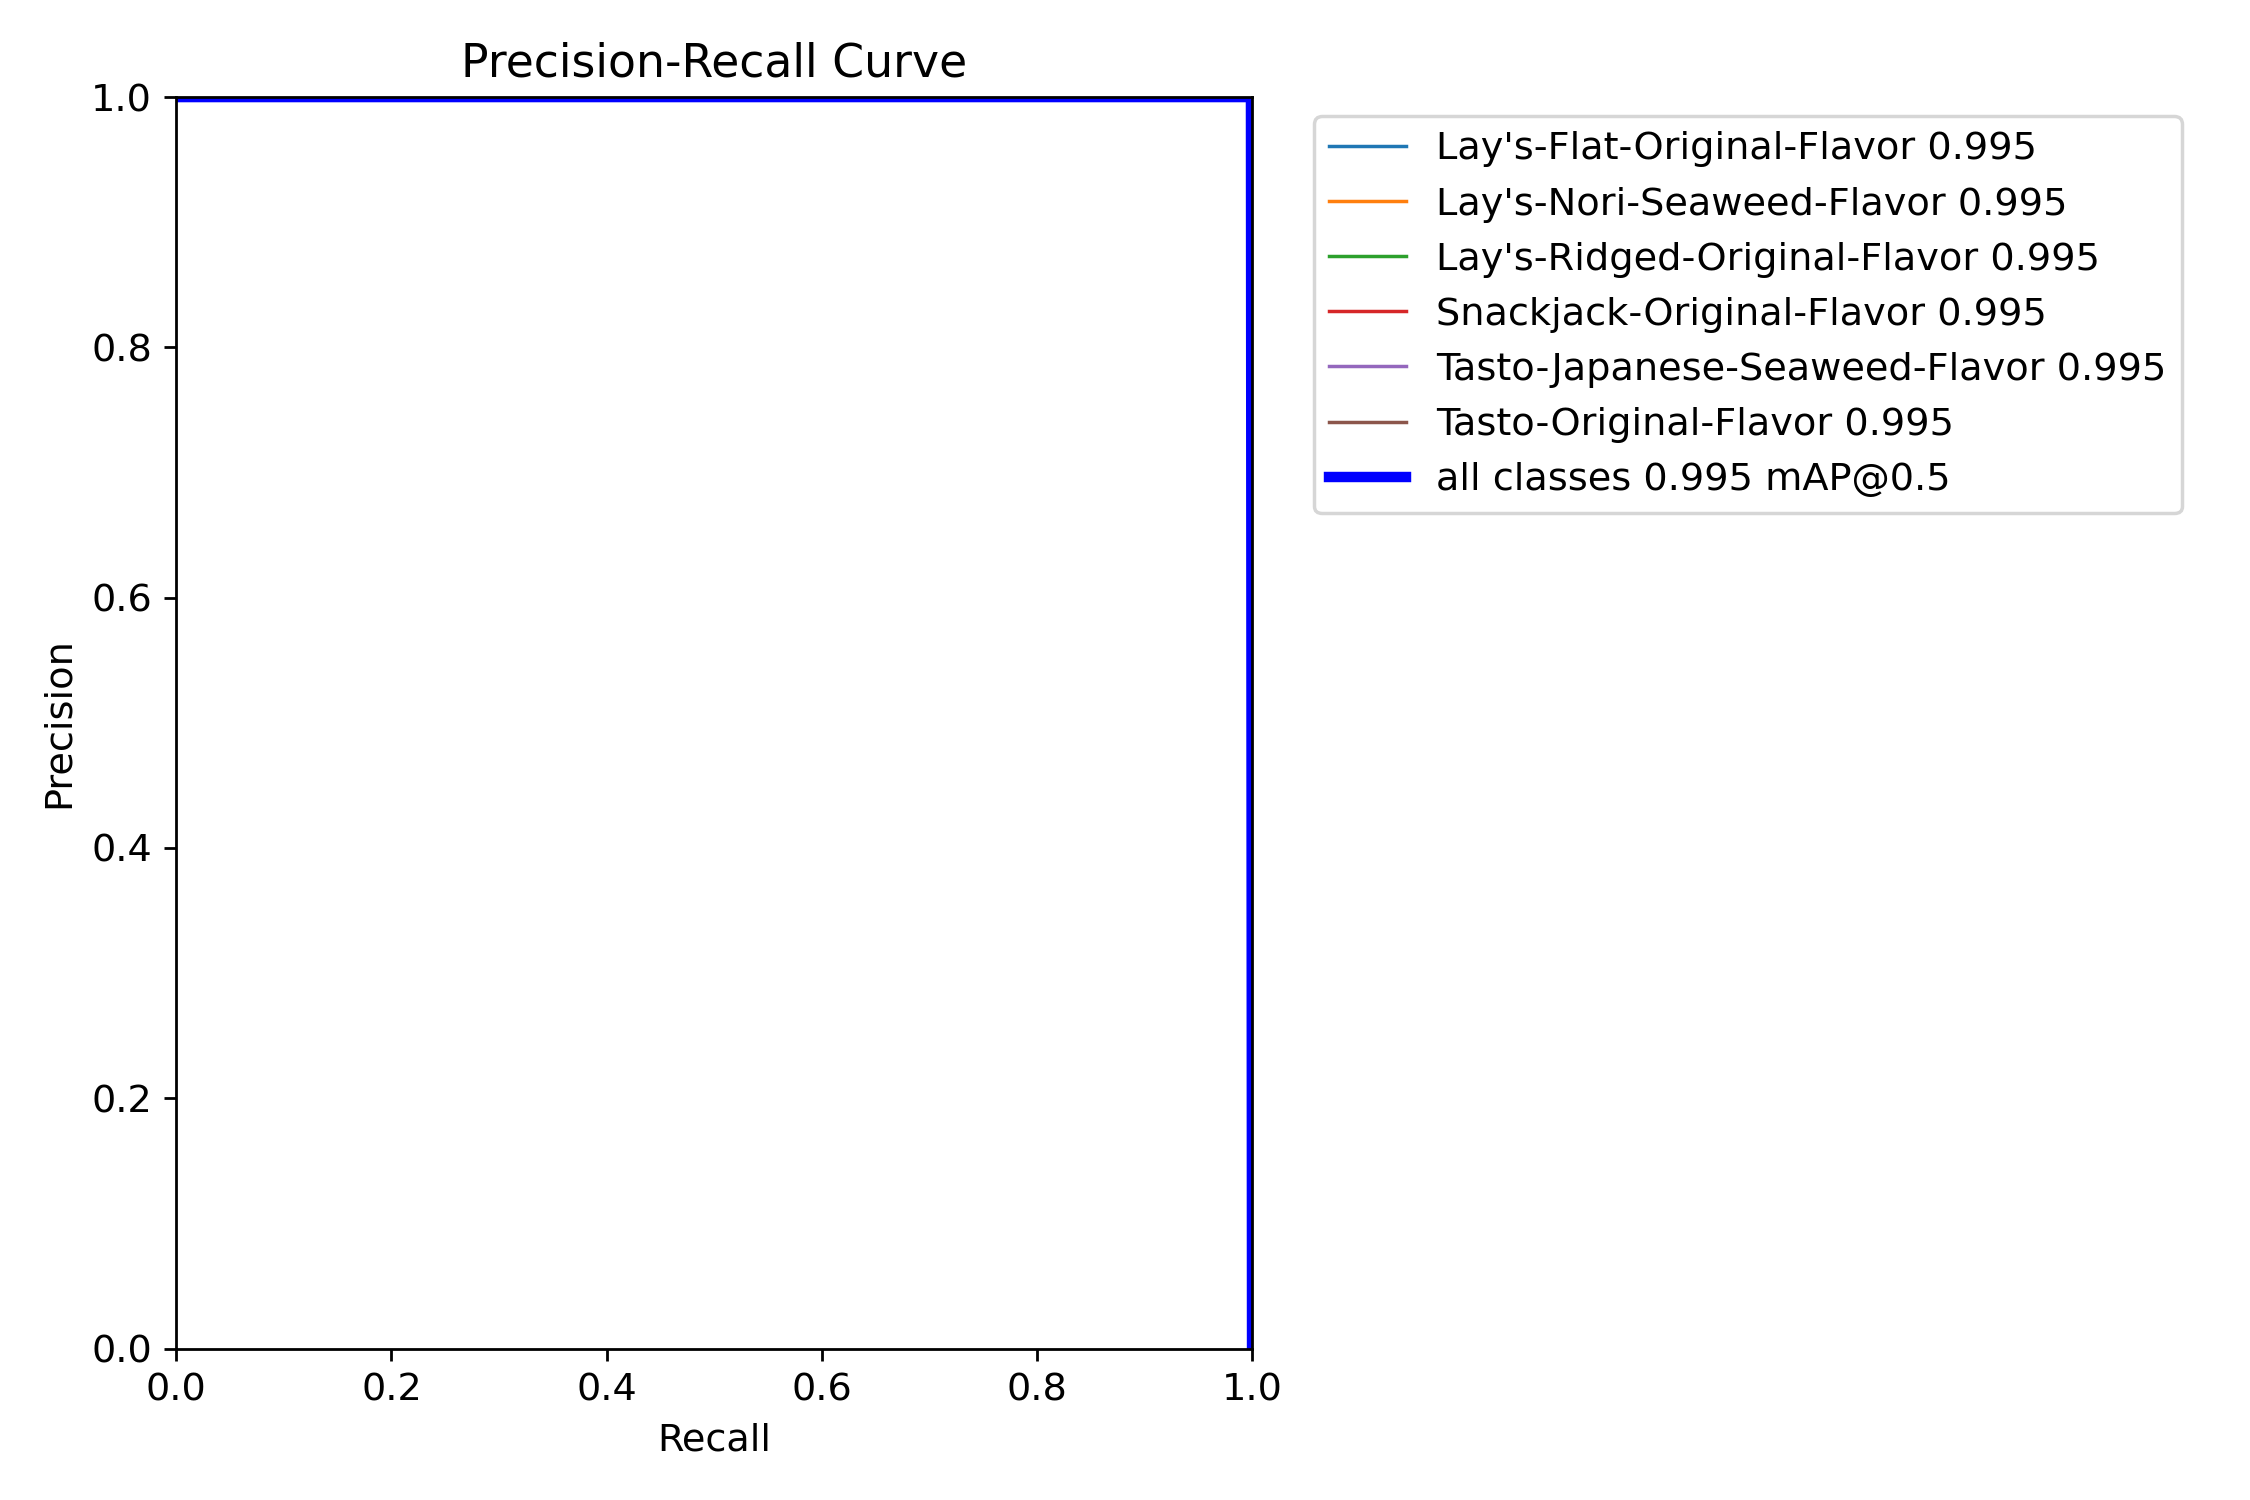 Precision-Recall Curve
1.0
0.8
0.6
0.4
0.2
0.0
Precision
0.0 0.2 0.4 0.6 0.8 1.0
Recall
Lay's-Flat-Original-Flavor 0.995
Lay's-Nori-Seaweed-Flavor 0.995
Lay's-Ridged-Original-Flavor 0.995
Snackjack-Original-Flavor 0.995
Tasto-Japanese-Seaweed-Flavor 0.995
Tasto-Original-Flavor 0.995
all classes 0.995 mAP@0.5